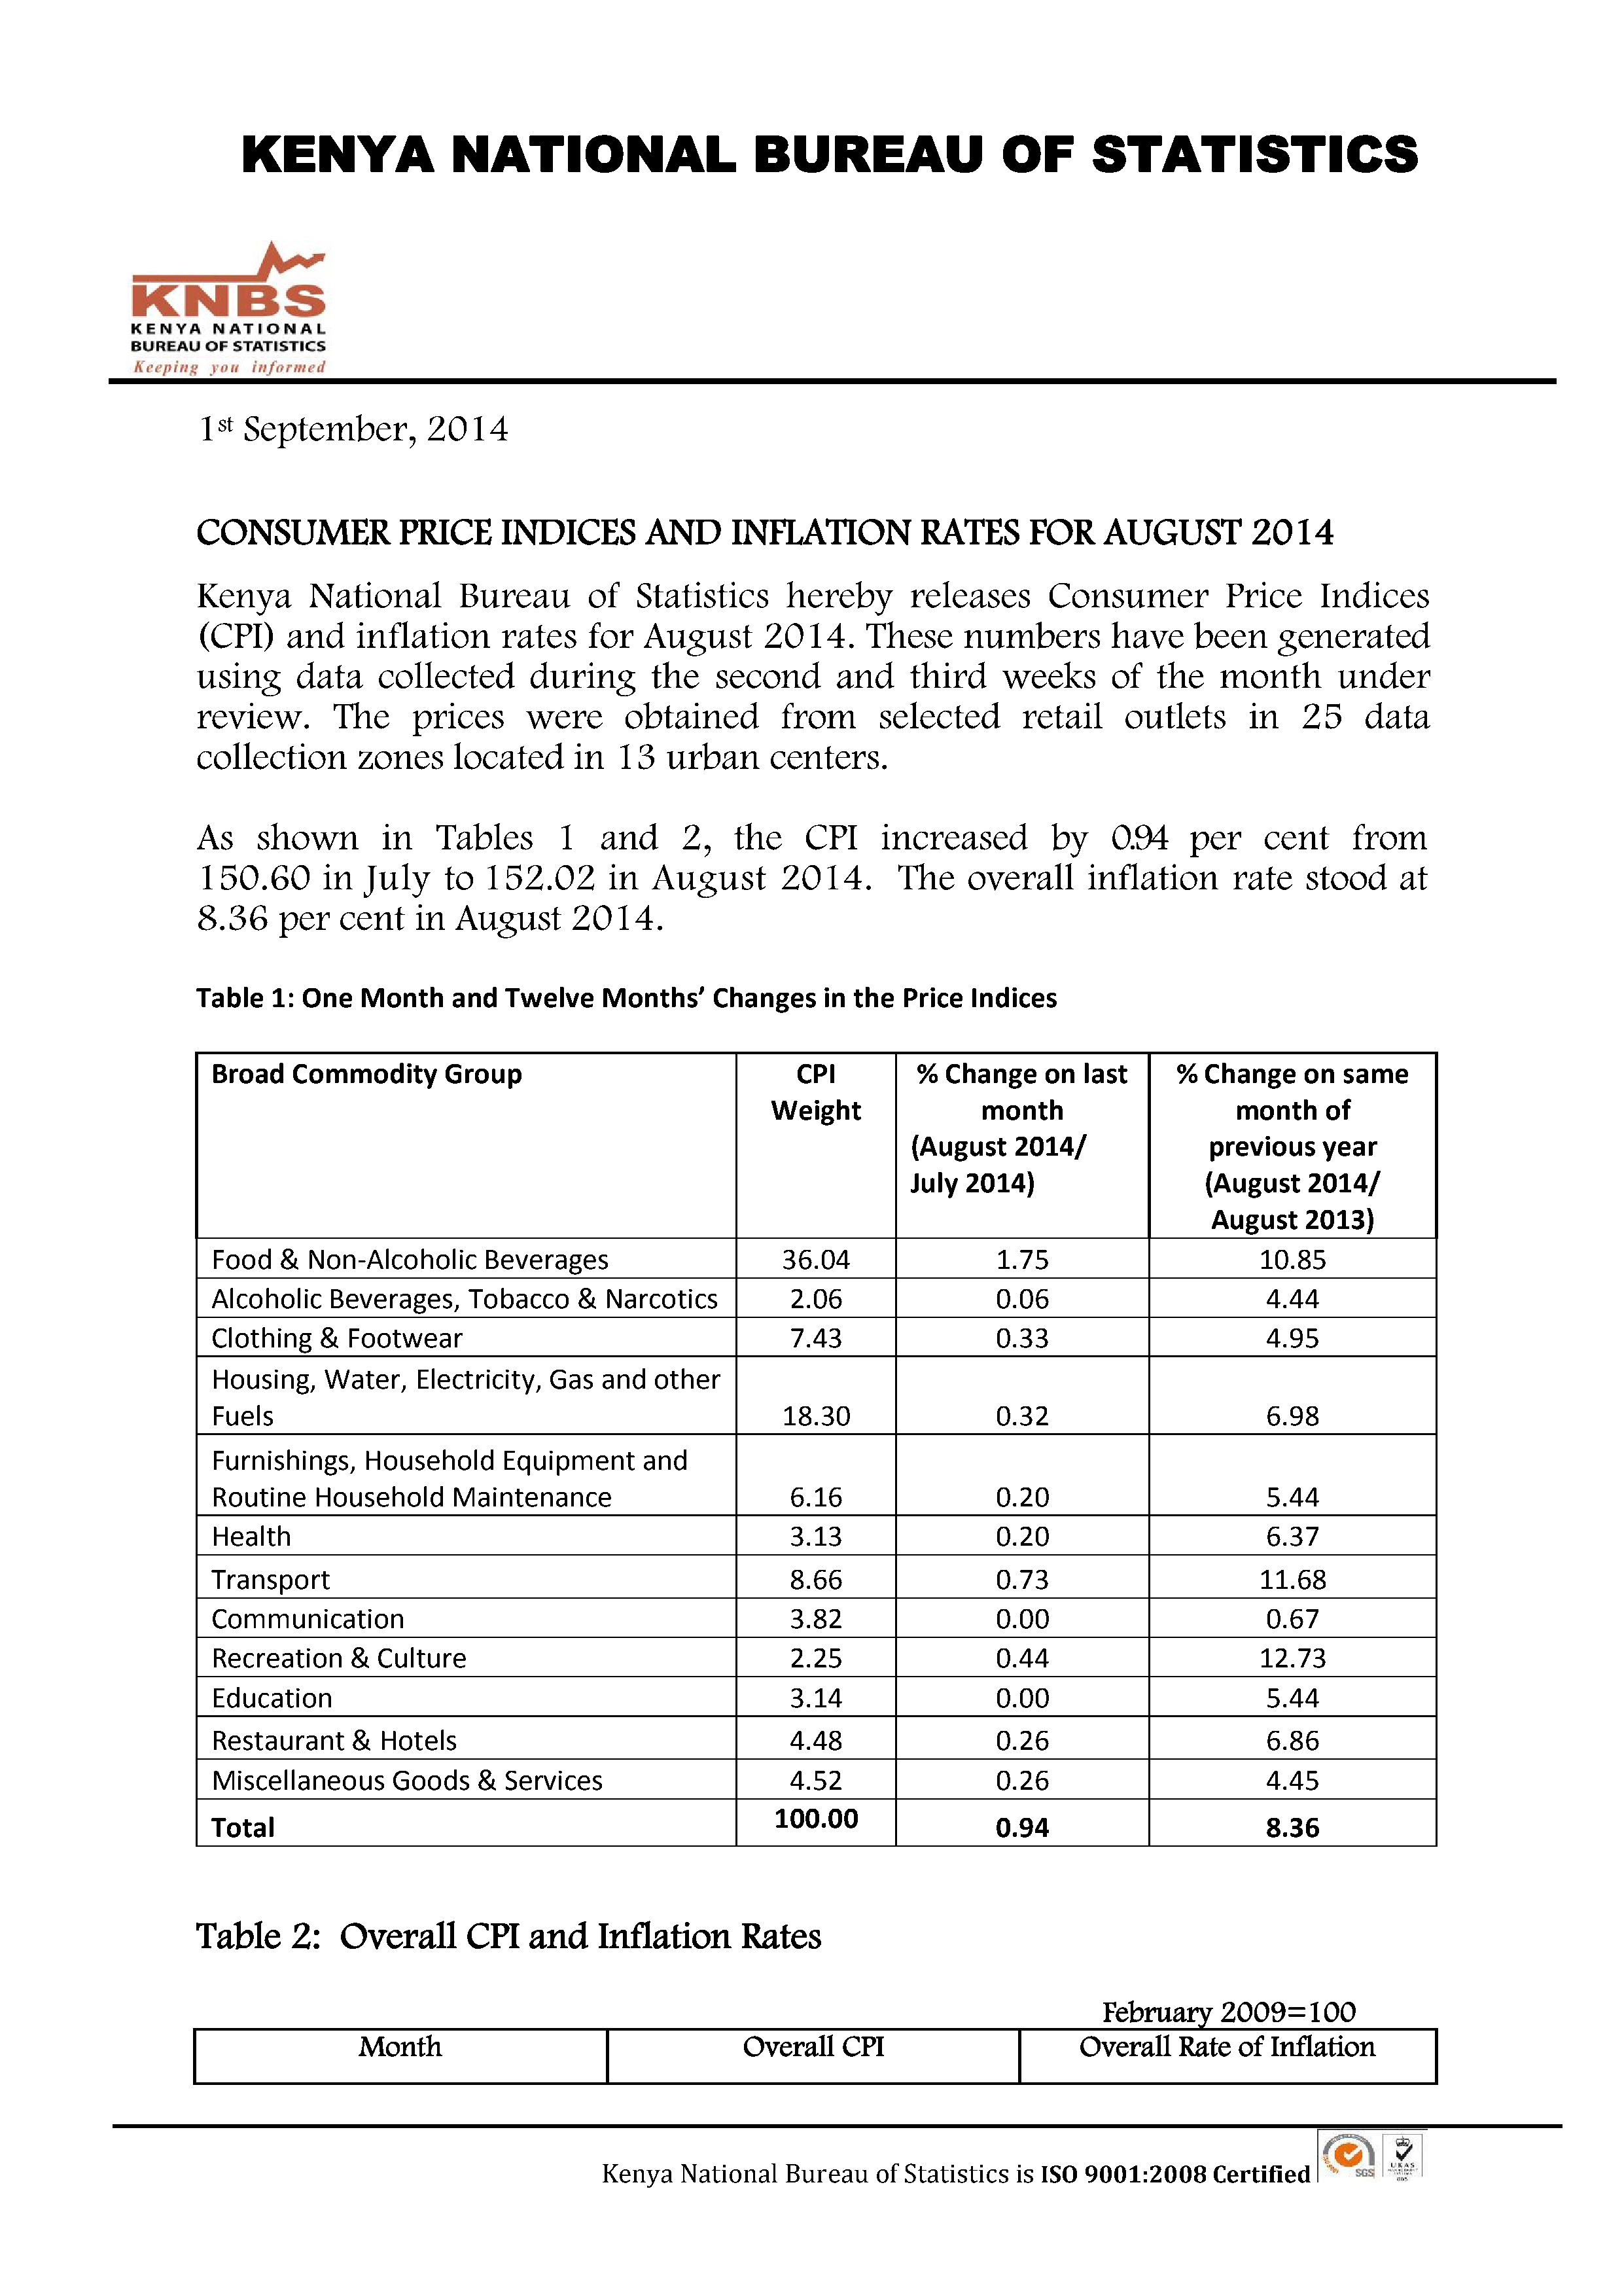 KENYA NATIONAL BUREAU OF STATISTICS
KNBS
KENYA NATIONAL
BUREAU OF STATISTICS
Keeping you informed
1st September, 2014
CONSUMER PRICE INDICES AND INFLATION RATES FOR AUGUST 2014
Kenya National Bureau of Statistics hereby releases Consumer Price Indices
(CPI) and inflation rates for August 2014. These numbers have been generated
using data collected during the second and third weeks of the month under
review. The prices were obtained from selected retail outlets in 25 data
collection zones located in 13 urban centers.
As shown in Tables 1 and 2, the CPI increased by 0.94 per cent from
150.60 in July to 152.02 in August 2014. The overall inflation rate stood at
8.36 per cent in August 2014.
Table 1: One Month and Twelve Months’ Changes in the Price Indices
Broad Commodity Group CPI Weight % Change on last month (August 2014/ July 2014) % Change on same month of previous year (August 2014/ August 2013)
Food & Non-Alcoholic Beverages 36.04 1.75 10.85
Alcoholic Beverages, Tobacco & Narcotics 2.06 0.06 4.44
Clothing & Footwear 7.43 0.33 4.95
Housing, Water, Electricity, Gas and other
Fuels 18.30 0.32 6.98
Furnishings, Household Equipment and
Routine Household Maintenance 6.16 0.20 5.44
Health 3.13 0.20 6.37
Transport 8.66 0.73 11.68
Communication 3.82 0.00 0.67
Recreation & Culture 2.25 0.44 12.73
Education 3.14 0.00 5.44
Restaurant & Hotels 4.48 0.26 6.86
Miscellaneous Goods & Services 4.52 0.26 4.45
Total 100.00 0.94 8.36
Table 2: Overall CPI and Inflation Rates
February 2009=100
Month Overall CPI Overall Rate of Inflation
Kenya National Bureau of Statistics is ISO 9001:2008 Certified
SGS
UKAS